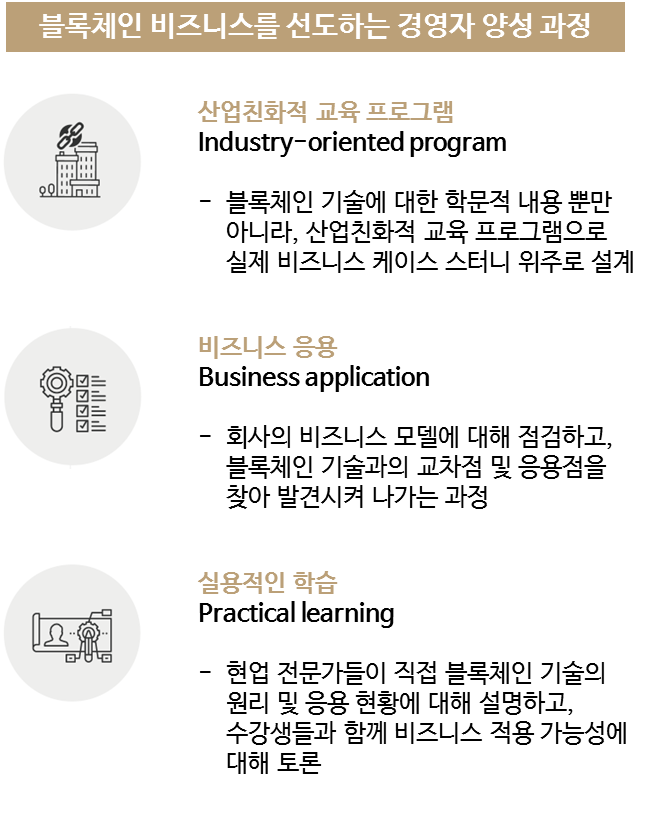 블록체인 비즈니스를 선도하는 경영자 양성 과정
산업친화적 교육 프로그램
Industry-oriented program
- 블록체인 기술에 대한 학문적 내용 뿐만
아니라, 산업친화적 교육 프로그램으로
실제 비즈니스 케이스 스터니 위주로 설계
비즈니스 응용
Business application
- 회사의 비즈니스 모델에 대해 점검하고,
블록체인 기술과의 교차점 및 응용점을
찾아 발견시켜 나가는 과정
실용적인 학습
Practical learning
- 현업 전문가들이 직접 블록체인 기술의
원리 및 응용 현황에 대해 설명하고,
수강생들과 함께 비즈니스 적용 가능성에
대해 토론